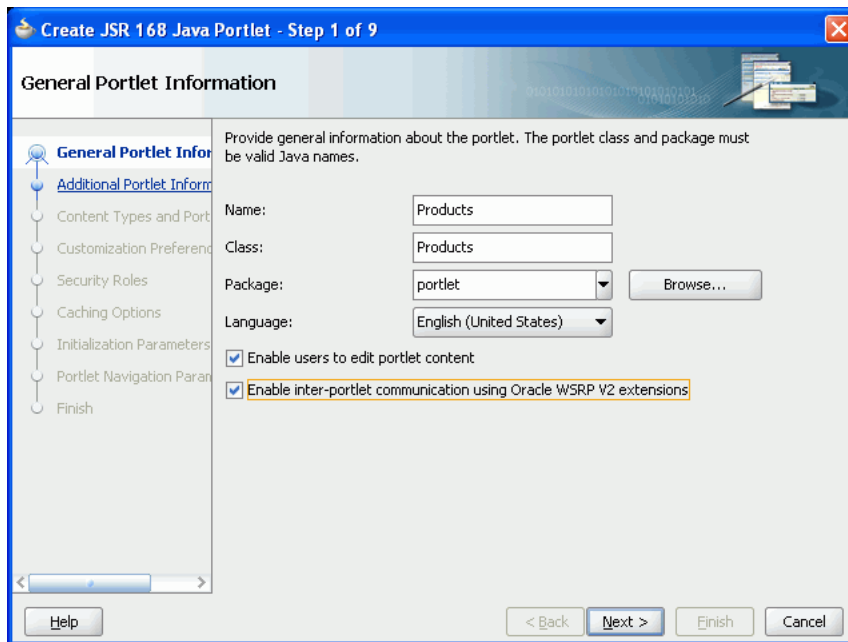 Create JSR 168 Java Portlet - Step 1 of 9
General Portlet Information
General Portlet Infor
Additional Portlet Inform
Content Types and Port
Customization Preferenc
Security Roles
Caching Options
Initialization Parameters
Portlet Navigation Paran
Finish
Provide general information about the portlet. The portlet class and package must
be valid Java names.
Name: Products
Class: Products
Package: portlet Browse...
Language: English (United States)
Enable users to edit portlet content
Enable inter-portlet communication using Oracle WSRP V2 extensions
Help < Back Next > Finish Cancel